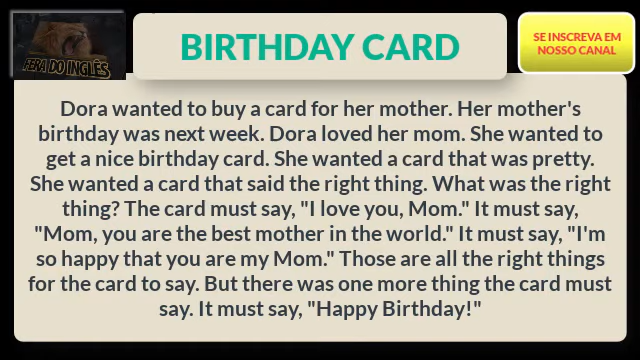 FERA DO INGLÊS
BIRTHDAY CARD
SE INSCREVA EM
NOSSO CANAL
Dora wanted to buy a card for her mother. Her mother's
birthday was next week. Dora loved her mom. She wanted to
get a nice birthday card. She wanted a card that was pretty.
She wanted a card that said the right thing. What was the right
thing? The card must say, "I love you, Mom." It must say,
"Mom, you are the best mother in the world." It must say, "I'm
so happy that you are my Mom." Those are all the right things
for the card to say. But there was one more thing the card must
say. It must say, "Happy Birthday!"